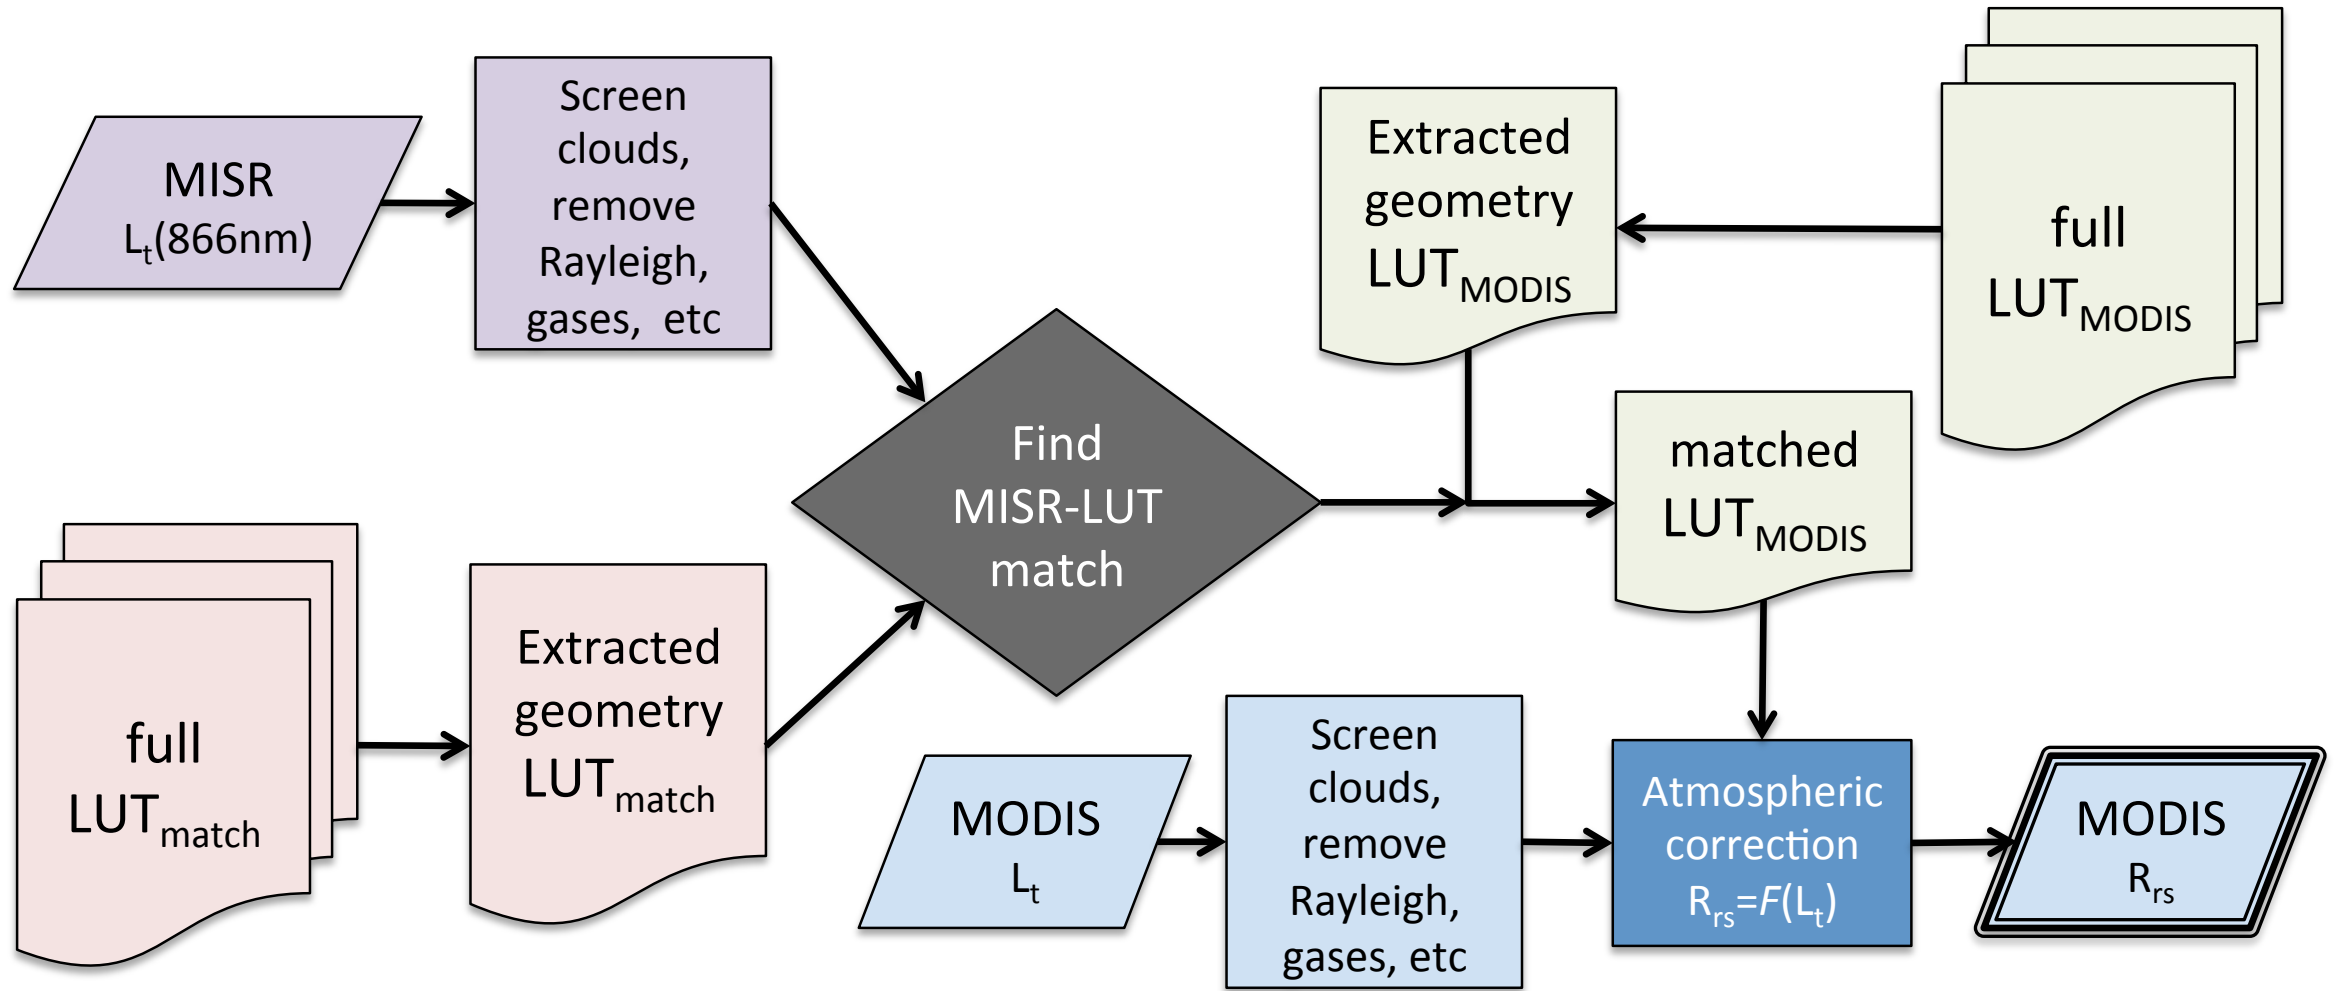 MISR
Lt(866nm)
Screen
clouds,
remove
Rayleigh,
gases, etc
Extracted
geometry
LUTMODIS
full
LUTMODIS
Find
MISR-LUT
match
matched
LUTMODIS
full
LUTmatch
Extracted
geometry
LUTmatch
MODIS
Lt
Screen
clouds,
remove
Rayleigh,
gases, etc
Atmospheric
correction
Rrs=F(Lt)
MODIS
Rrs